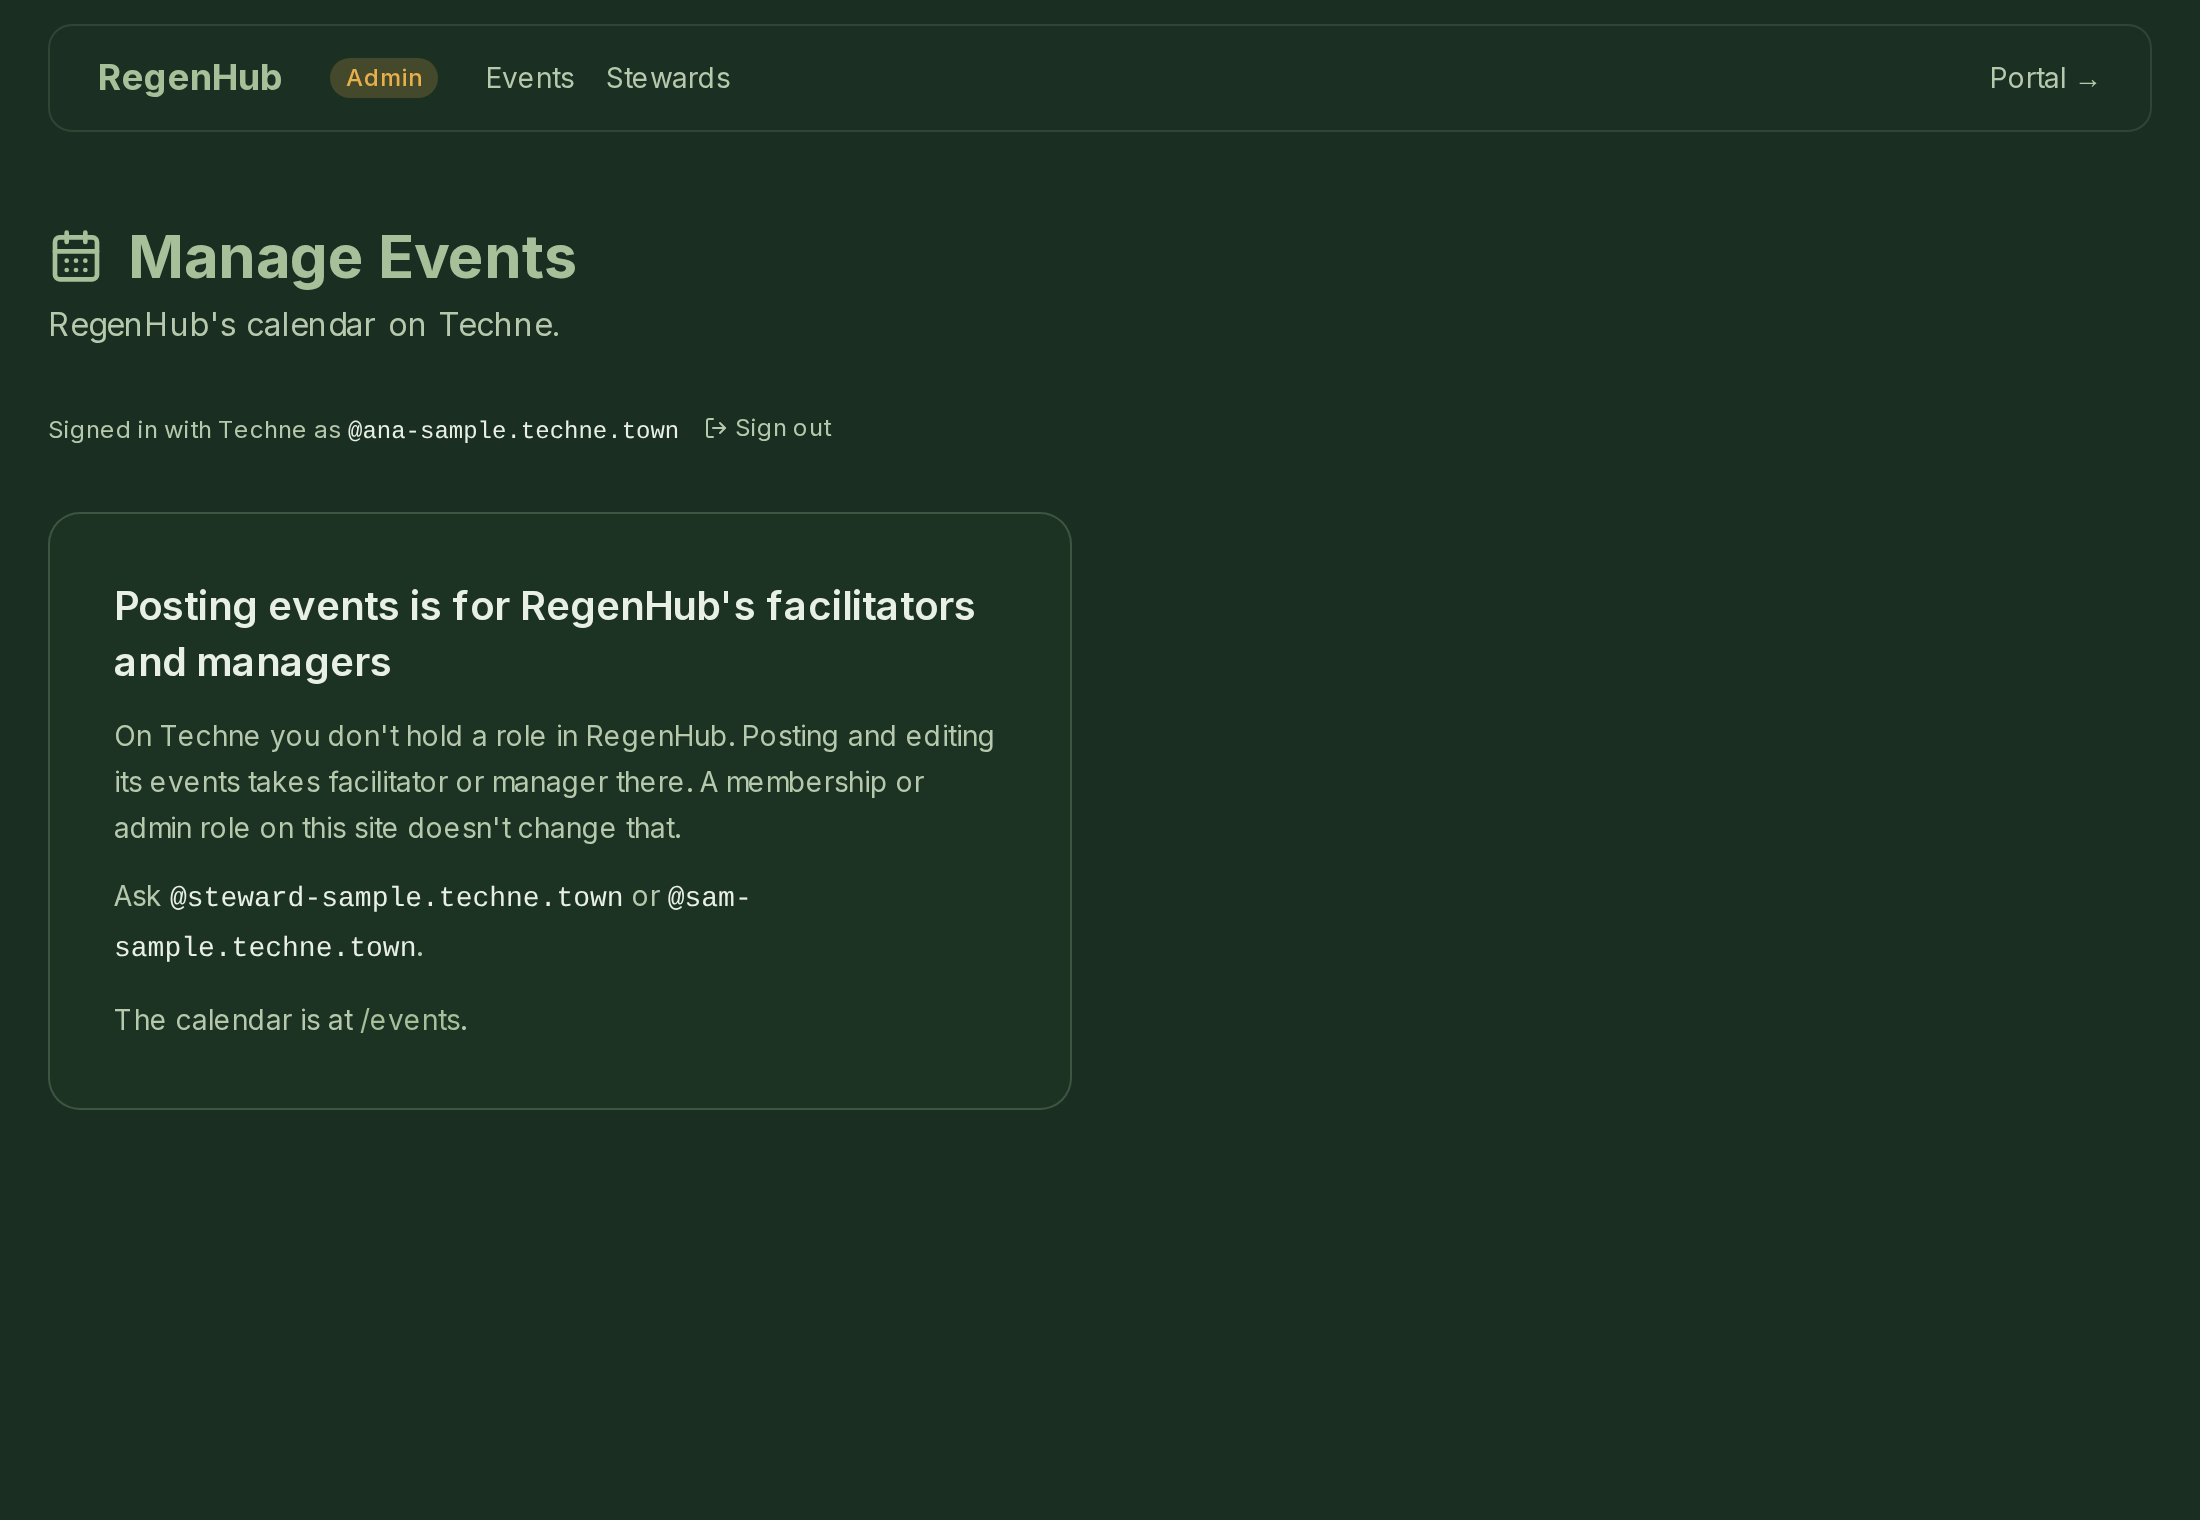 RegenHub Admin Events Stewards Portal →
Manage Events
RegenHub's calendar on Techne.
Signed in with Techne as @ana-sample.techne.town Sign out
Posting events is for RegenHub's facilitators
and managers
On Techne you don't hold a role in RegenHub. Posting and editing
its events takes facilitator or manager there. A membership or
admin role on this site doesn't change that.
Ask @steward-sample.techne.town or @sam-
sample.techne.town.
The calendar is at /events.